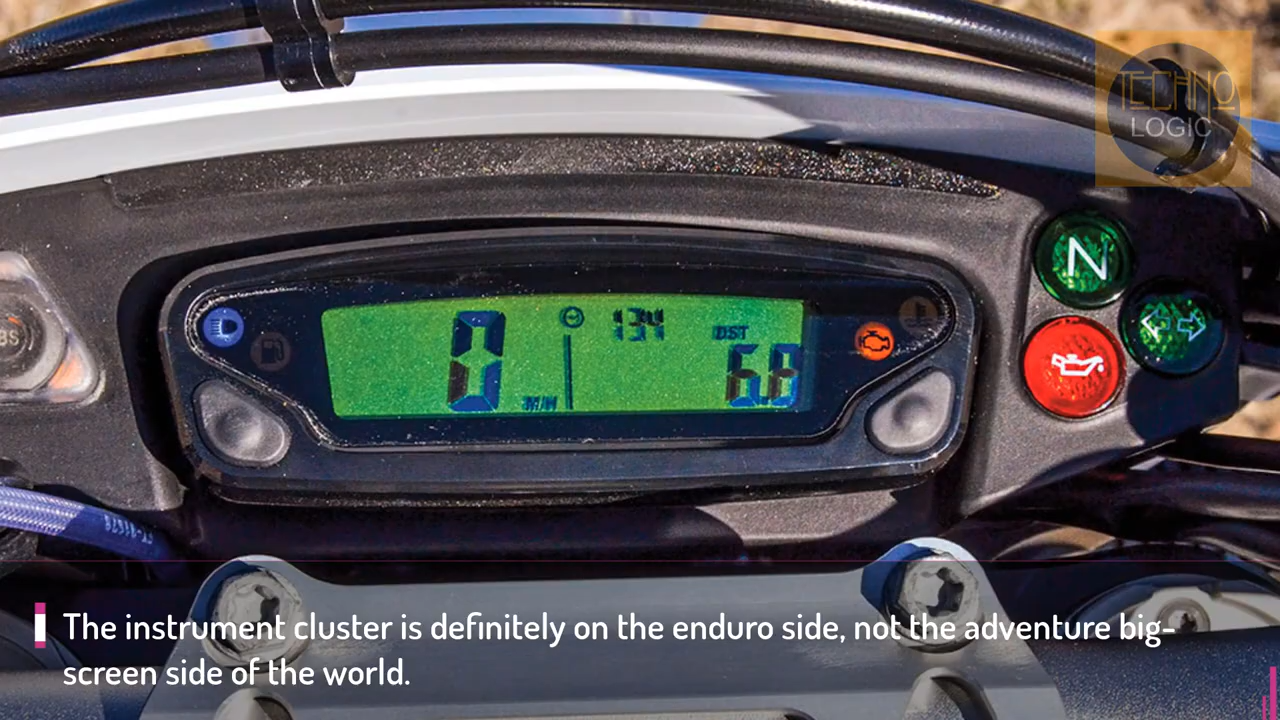 TECHNO
LOGIC
N
134
DST
0
6.8
The instrument cluster is definitely on the enduro side, not the adventure big-
screen side of the world.